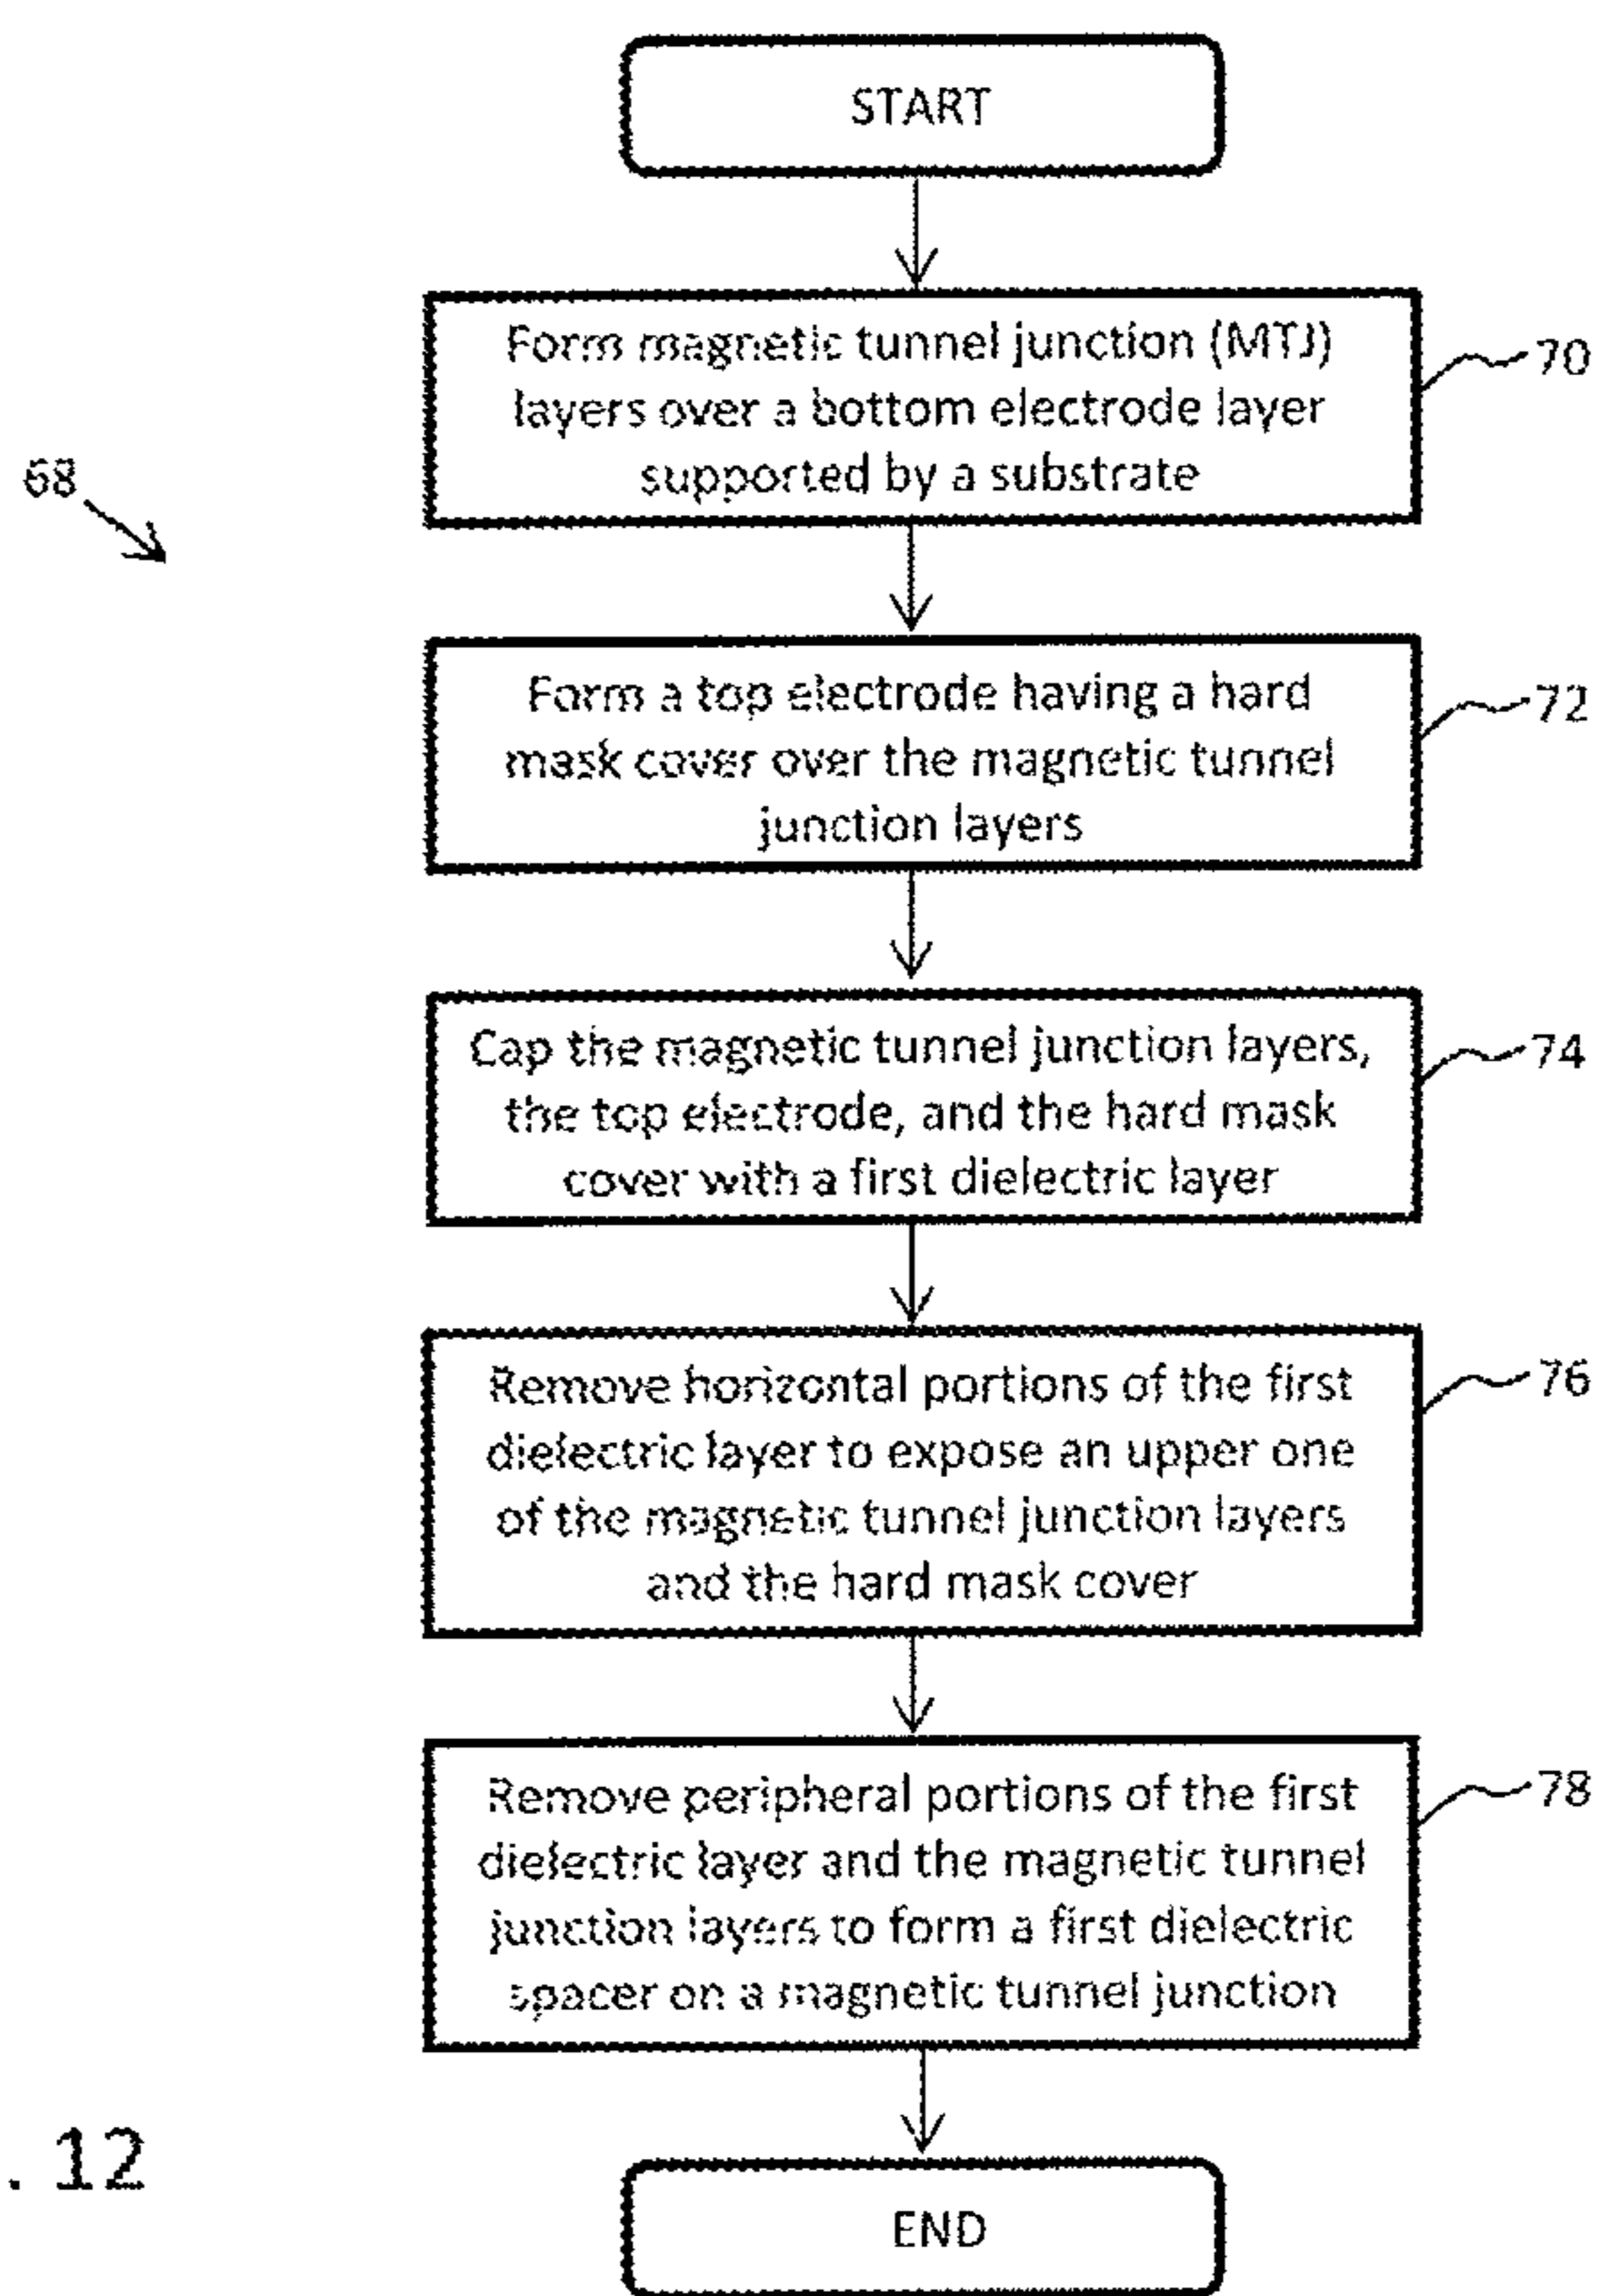 START
Form magnetic tunnel junction (MTJ)
layers over a bottom electrode layer
supported by a substrate
70
68
Form a top electrode having a hard
mask cover over the magnetic tunnel
junction layers
72
Cap the magnetic tunnel junction layers,
the top electrode, and the hard mask
cover with a first dielectric layer
74
Remove horizontal portions of the first
dielectric layer to expose an upper one
of the magnetic tunnel junction layers
and the hard mask cover
76
Remove peripheral portions of the first
dielectric layer and the magnetic tunnel
junction layers to form a first dielectric
spacer on a magnetic tunnel junction
78
. 12
END